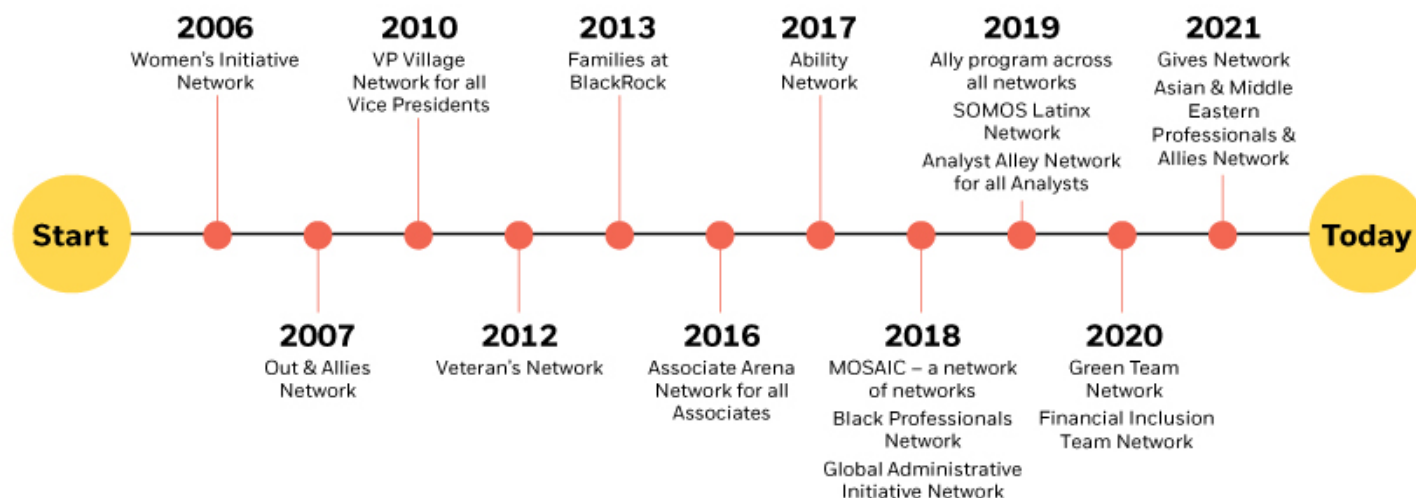 2006
Women's Initiative
Network
2010
VP Village
Network for all
Vice Presidents
2013
Families at
BlackRock
2017
Ability
Network
2019
Ally program across
all networks
SOMOS Latinx
Network
Analyst Alley Network
for all Analysts
2021
Gives Network
Asian & Middle
Eastern
Professionals &
Allies Network
Start
Today
2007
Out & Allies
Network
2012
Veteran's Network
2016
Associate Arena
Network for all
Associates
2018
MOSAIC – a network
of networks
Black Professionals
Network
Global Administrative
Initiative Network
2020
Green Team
Network
Financial Inclusion
Team Network